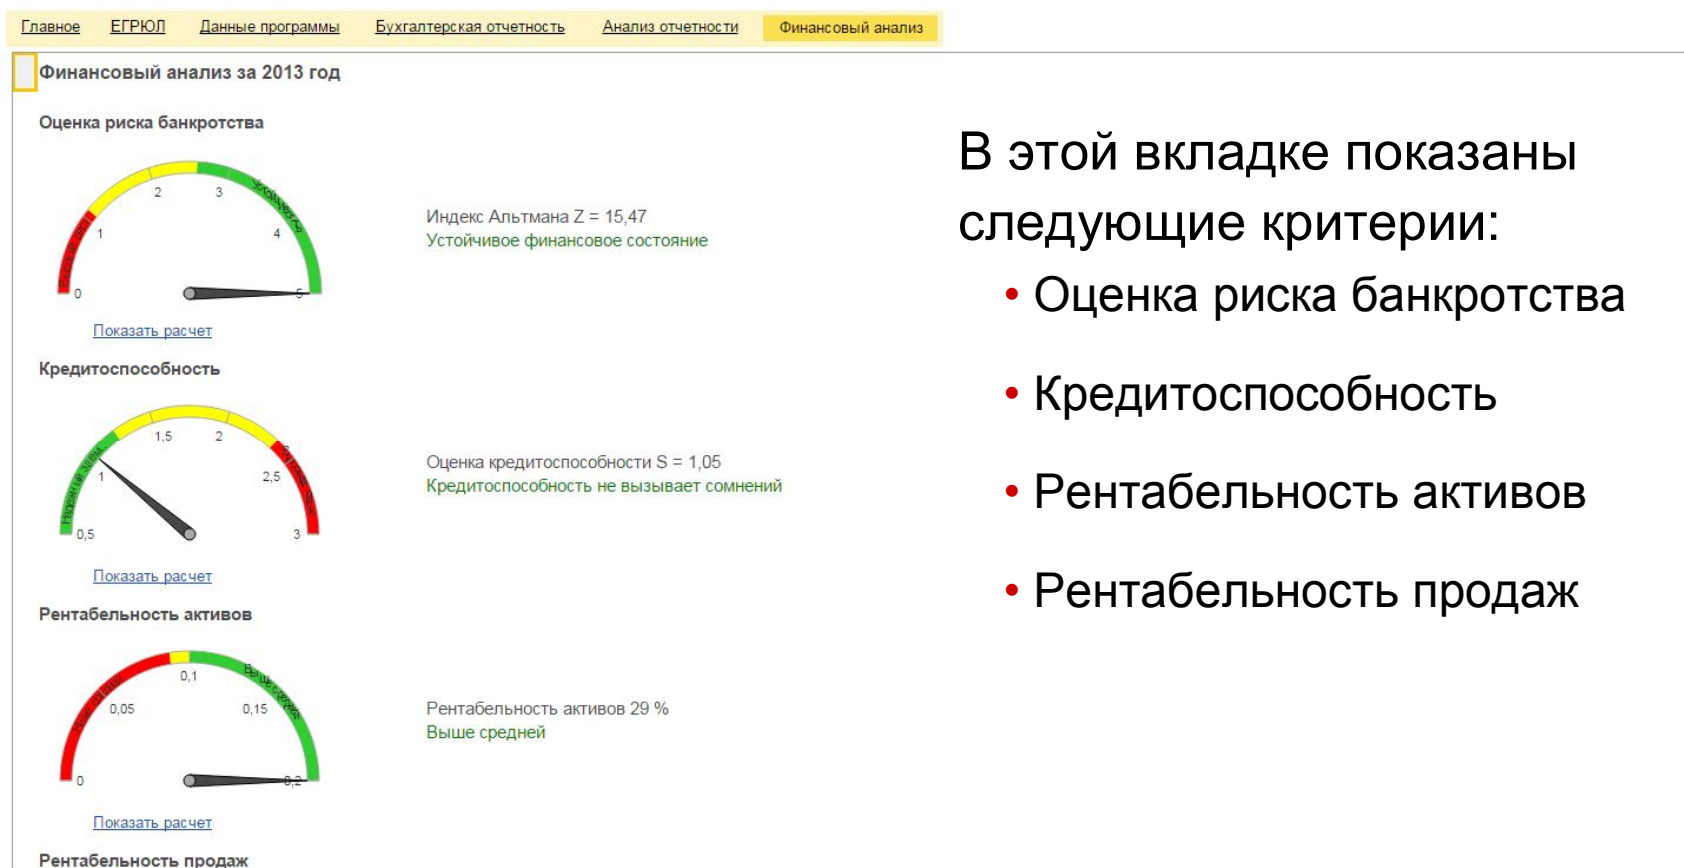 Главное ЕГРЮЛ Данные программы Бухгалтерская отчетность Анализ отчетности Финансовый анализ
Финансовый анализ за 2013 год
Оценка риска банкротства
0 1 2 3 4 5
Устойчивость
Индекс Альтмана Z = 15,47
Устойчивое финансовое состояние
Показать расчет
Кредитоспособность
0,5 1 1,5 2 2,5 3
Оценка кредитоспособности S = 1,05
Кредитоспособность не вызывает сомнений
Показать расчет
Рентабельность активов
0 0,05 0,1 0,15 0,2
Выше средней
Рентабельность активов 29 %
Выше средней
Показать расчет
Рентабельность продаж
В этой вкладке показаны
следующие критерии:
• Оценка риска банкротства
• Кредитоспособность
• Рентабельность активов
• Рентабельность продаж